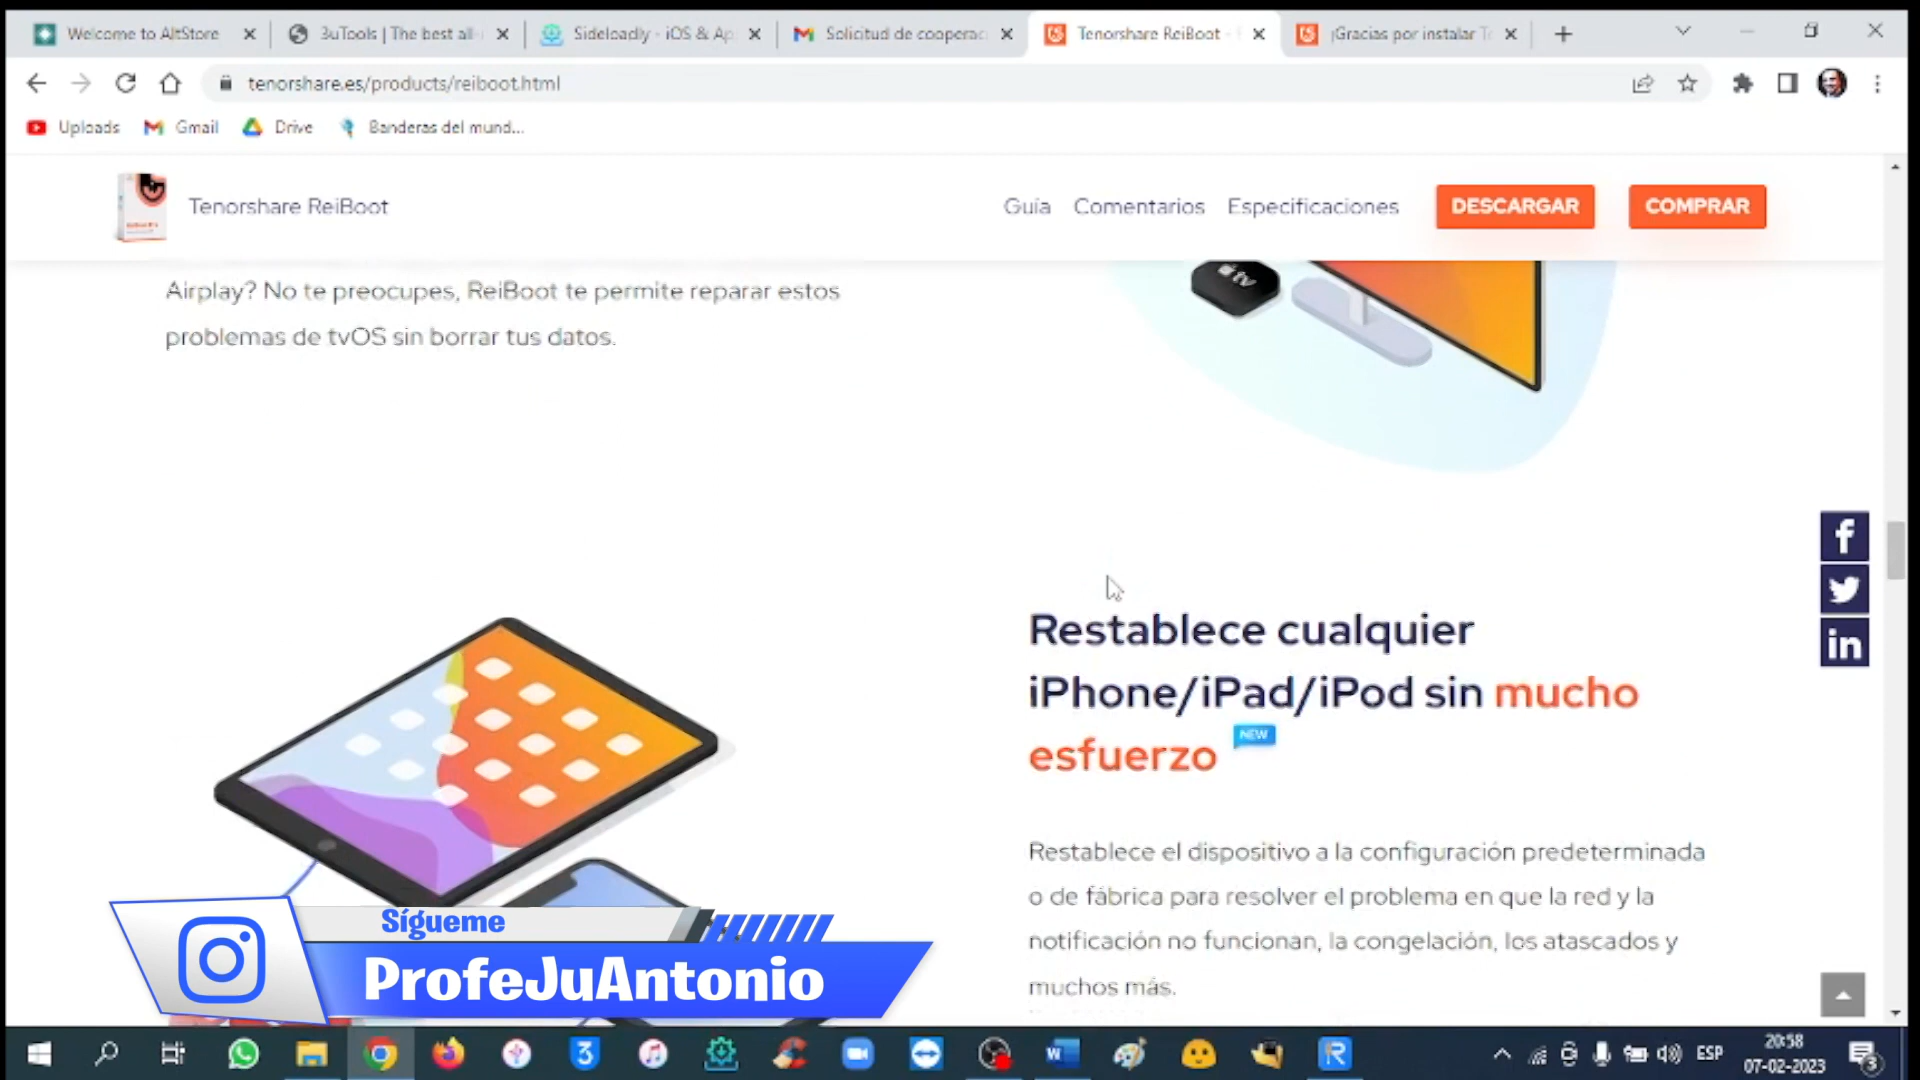 Welcome to AltStore
3uTools | The best all-i
Sideloadly - iOS & Ap
Solicitud de cooperac
Tenorshare ReiBoot -
¡Gracias por instalar Te
tenorshare.es/products/reiboot.html
Uploads
Gmail
Drive
Banderas del mund...
Tenorshare ReiBoot
Guía
Comentarios
Especificaciones
DESCARGAR
COMPRAR
Airplay? No te preocupes, ReiBoot te permite reparar estos
problemas de tvOS sin borrar tus datos.
tv
Restablece cualquier
iPhone/iPad/iPod sin mucho
esfuerzo NEW
Restablece el dispositivo a la configuración predeterminada
o de fábrica para resolver el problema en que la red y la
notificación no funcionan, la congelación, los atascados y
muchos más.
Sígueme
ProfeJuAntonio
ESP
20:58
07-02-2023
3